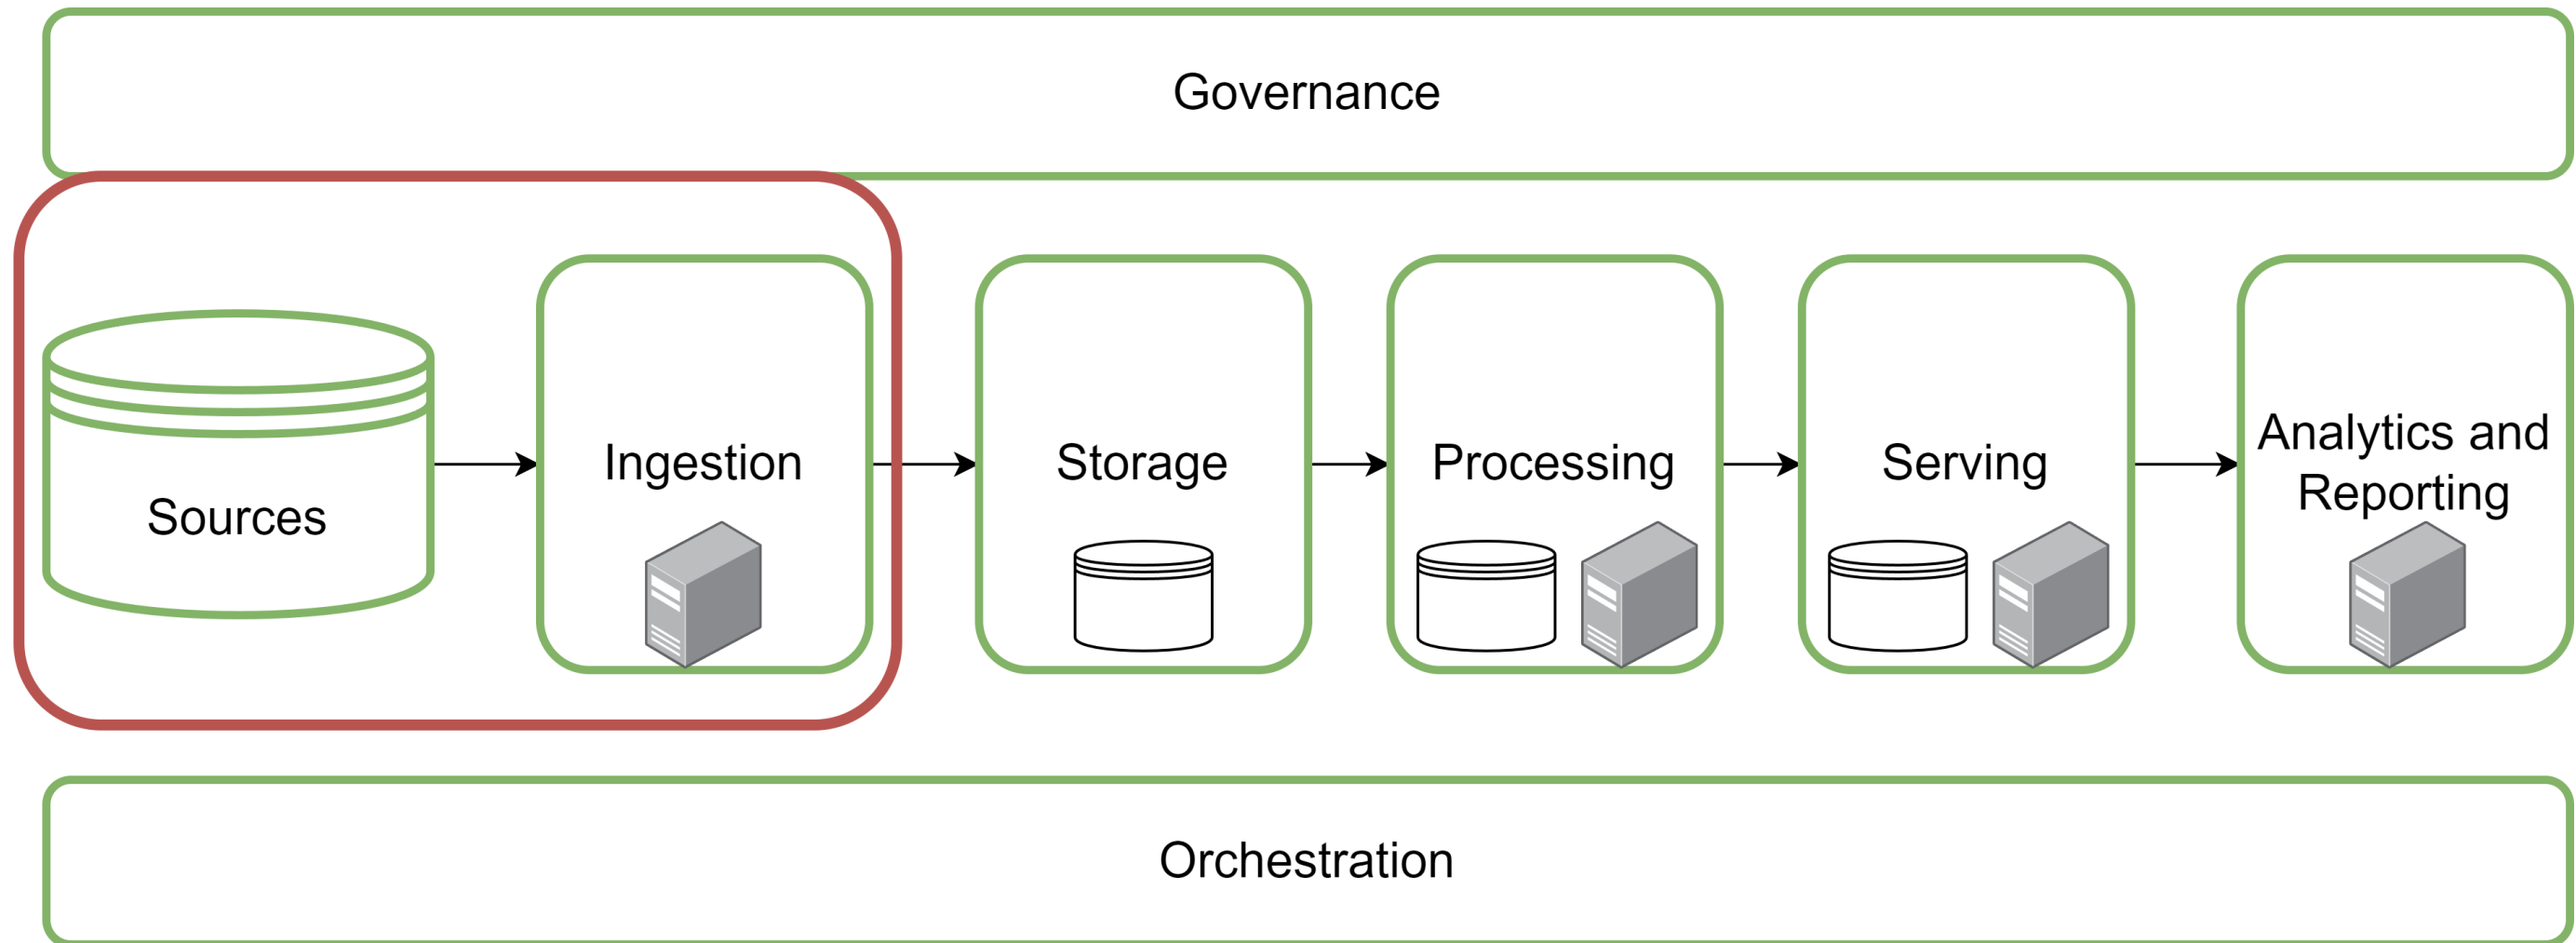 Governance
Sources
Ingestion
Storage
Processing
Serving
Analytics and
Reporting
Orchestration